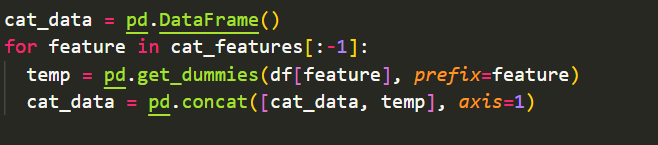 cat_data = pd.DataFrame()
for feature in cat_features[:-1]:
  temp = pd.get_dummies(df[feature], prefix=feature)
  cat_data = pd.concat([cat_data, temp], axis=1)